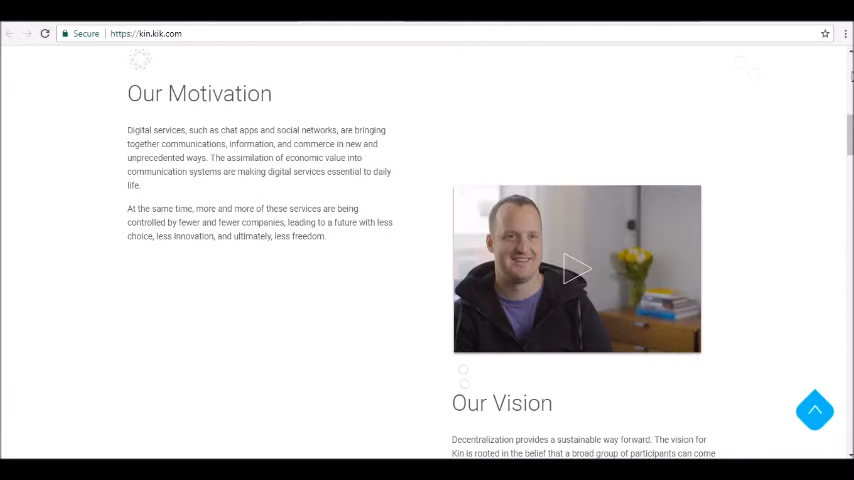 Secure
https://kin.kik.com
Our Motivation
Digital services, such as chat apps and social networks, are bringing
together communications, information, and commerce in new and
unprecedented ways. The assimilation of economic value into
communication systems are making digital services essential to daily
life.
At the same time, more and more of these services are being
controlled by fewer and fewer companies, leading to a future with less
choice, less innovation, and ultimately, less freedom.
Our Vision
Decentralization provides a sustainable way forward. The vision for
Kin is rooted in the belief that a broad group of participants can come